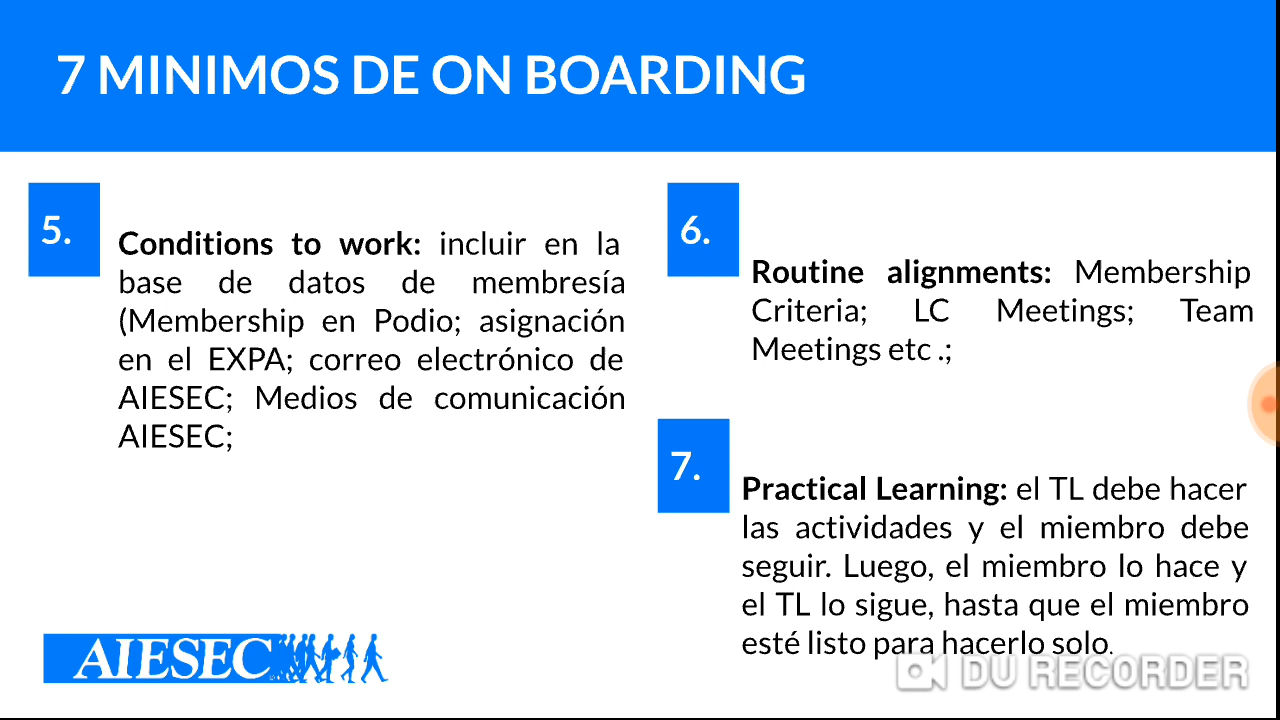 7 MINIMOS DE ON BOARDING
5.
Conditions to work: incluir en la
base de datos de membresía
(Membership en Podio; asignación
en el EXPA; correo electrónico de
AIESEC; Medios de comunicación
AIESEC;
6.
Routine alignments: Membership
Criteria; LC Meetings; Team
Meetings etc .;
7.
Practical Learning: el TL debe hacer
las actividades y el miembro debe
seguir. Luego, el miembro lo hace y
el TL lo sigue, hasta que el miembro
esté listo para hacerlo solo.
AIESEC
DU RECORDER